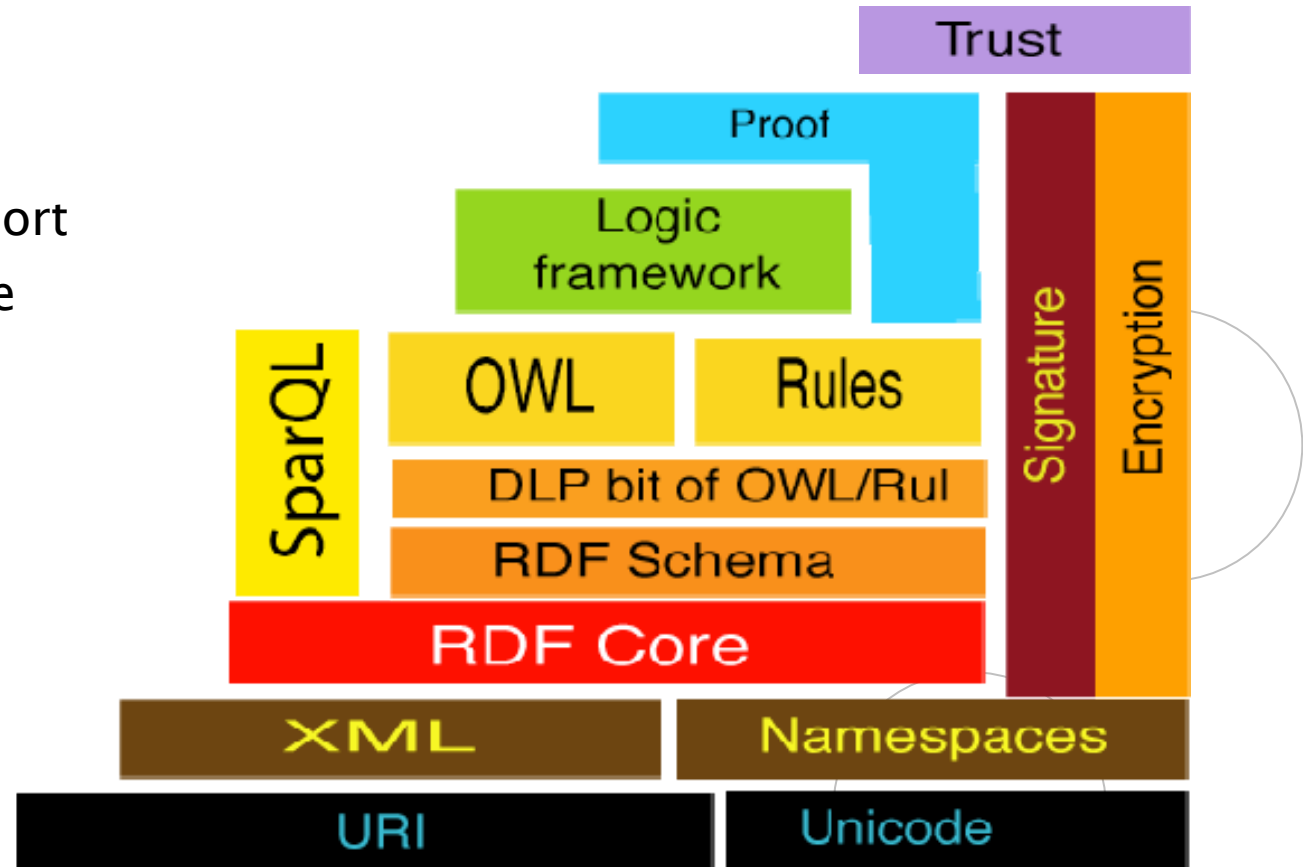 Trust
Proof
ort
Logic
framework
e
SparQL
OWL
Rules
Signature
Encryption
DLP bit of OWL/Rul
RDF Schema
RDF Core
XML
Namespaces
URI
Unicode